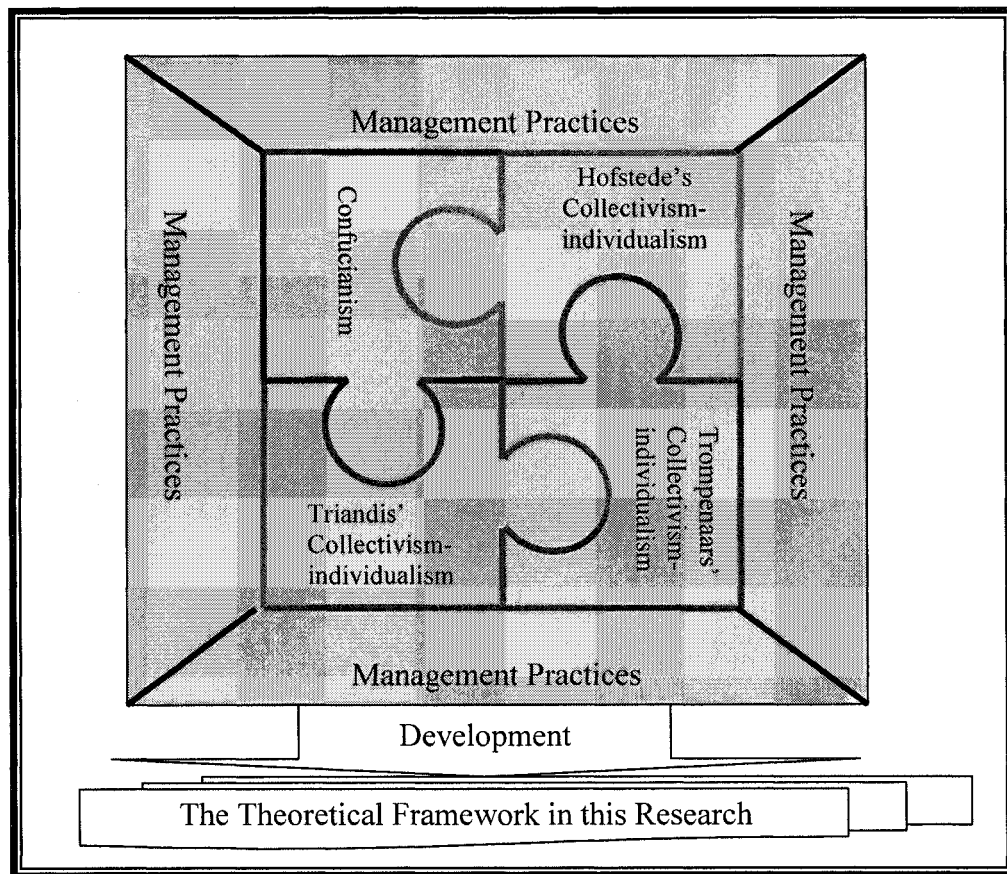 Management Practices
Management Practices
Confucianism
Hofstede's
Collectivism-
individualism
Management Practices
Triandis'
Collectivism-
individualism
Trompenaars'
Collectivism-
individualism
Management Practices
Development
The Theoretical Framework in this Research